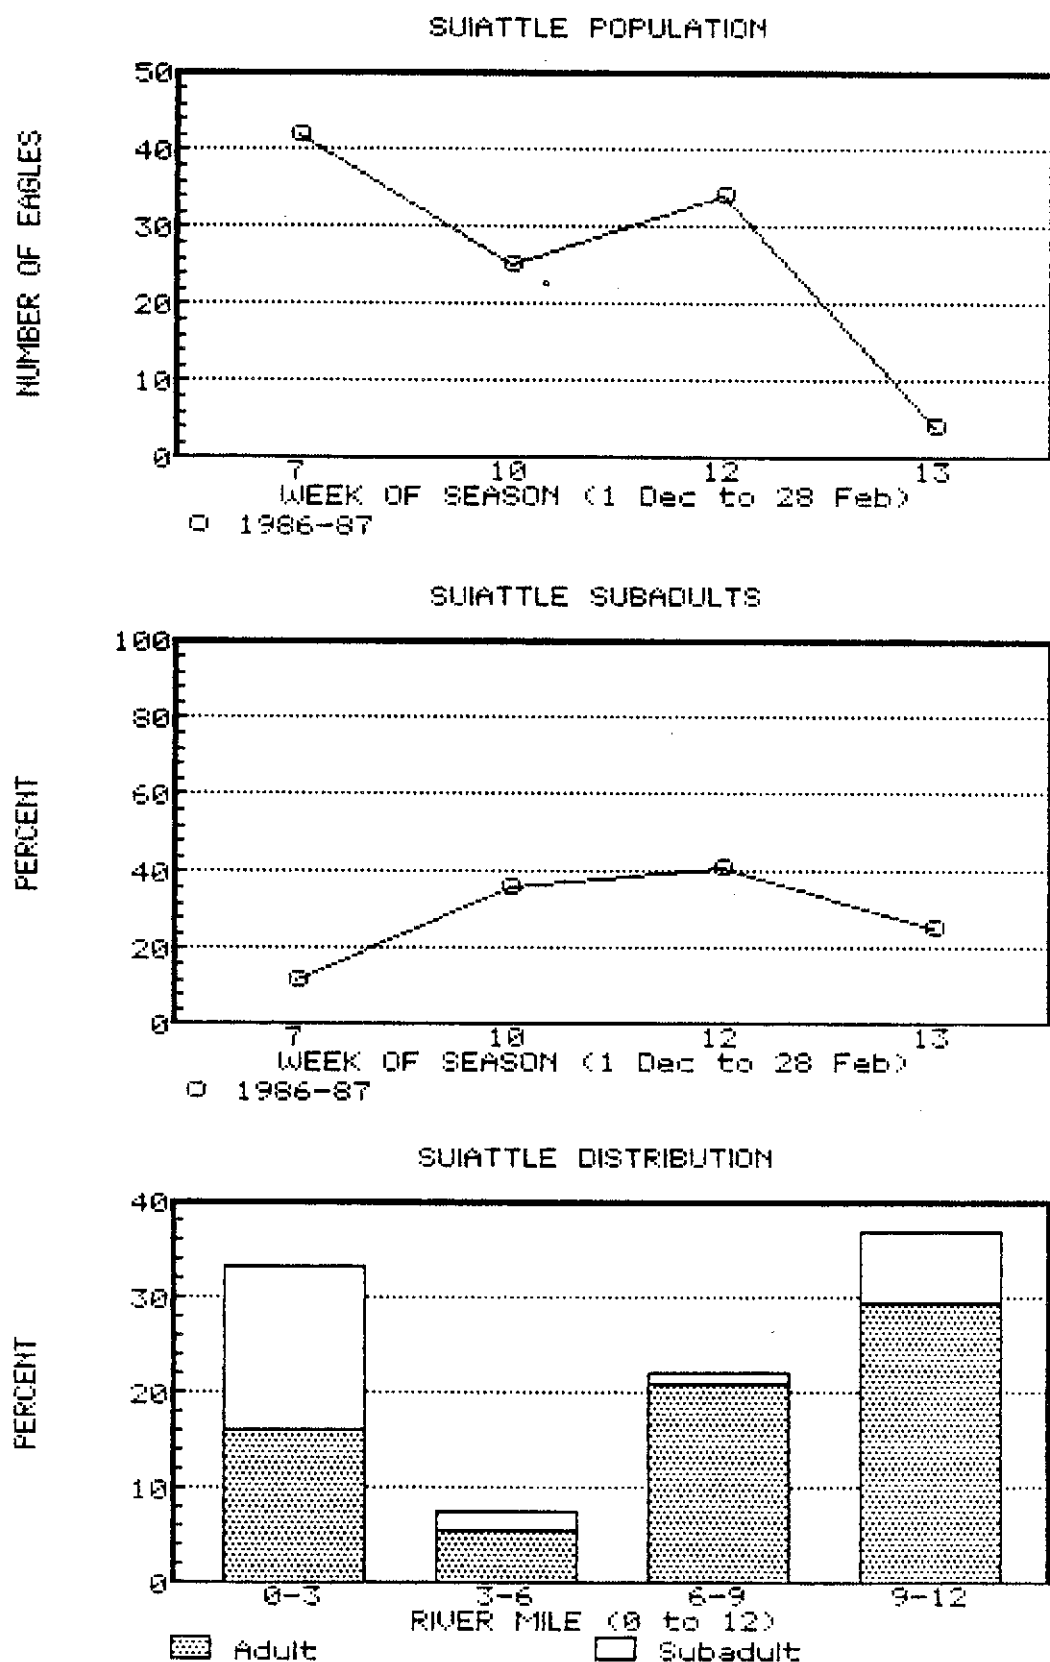 SUIATTLE POPULATION
50
40
30
20
10
0
NUMBER OF EAGLES
7 10 12 13
WEEK OF SEASON (1 Dec to 28 Feb)
1986-87
SUIATTLE SUBADULTS
100
80
60
40
20
0
PERCENT
7 10 12 13
WEEK OF SEASON (1 Dec to 28 Feb)
1986-87
SUIATTLE DISTRIBUTION
40
30
20
10
0
PERCENT
0-3 3-6 6-9 9-12
RIVER MILE (0 to 12)
Adult Subadult